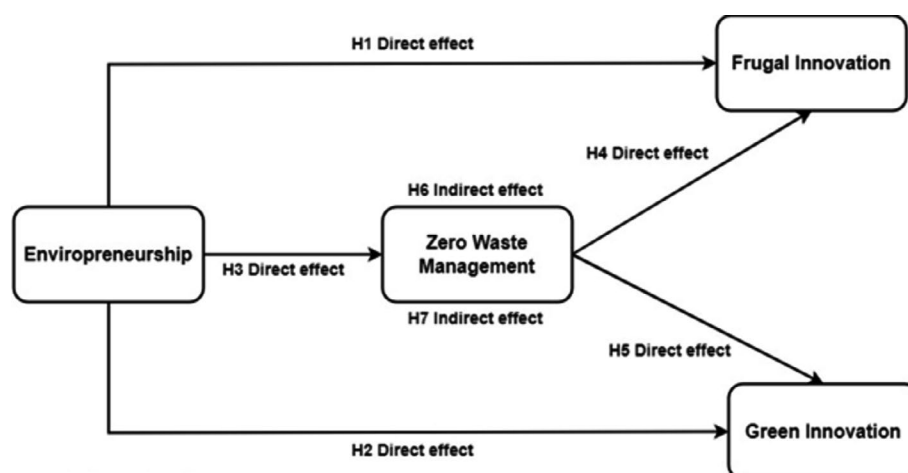 H1 Direct effect
Frugal Innovation
H4 Direct effect
H6 Indirect effect
Enviropreneurship
Zero Waste
Management
H3 Direct effect
H7 Indirect effect
H5 Direct effect
Green Innovation
H2 Direct effect